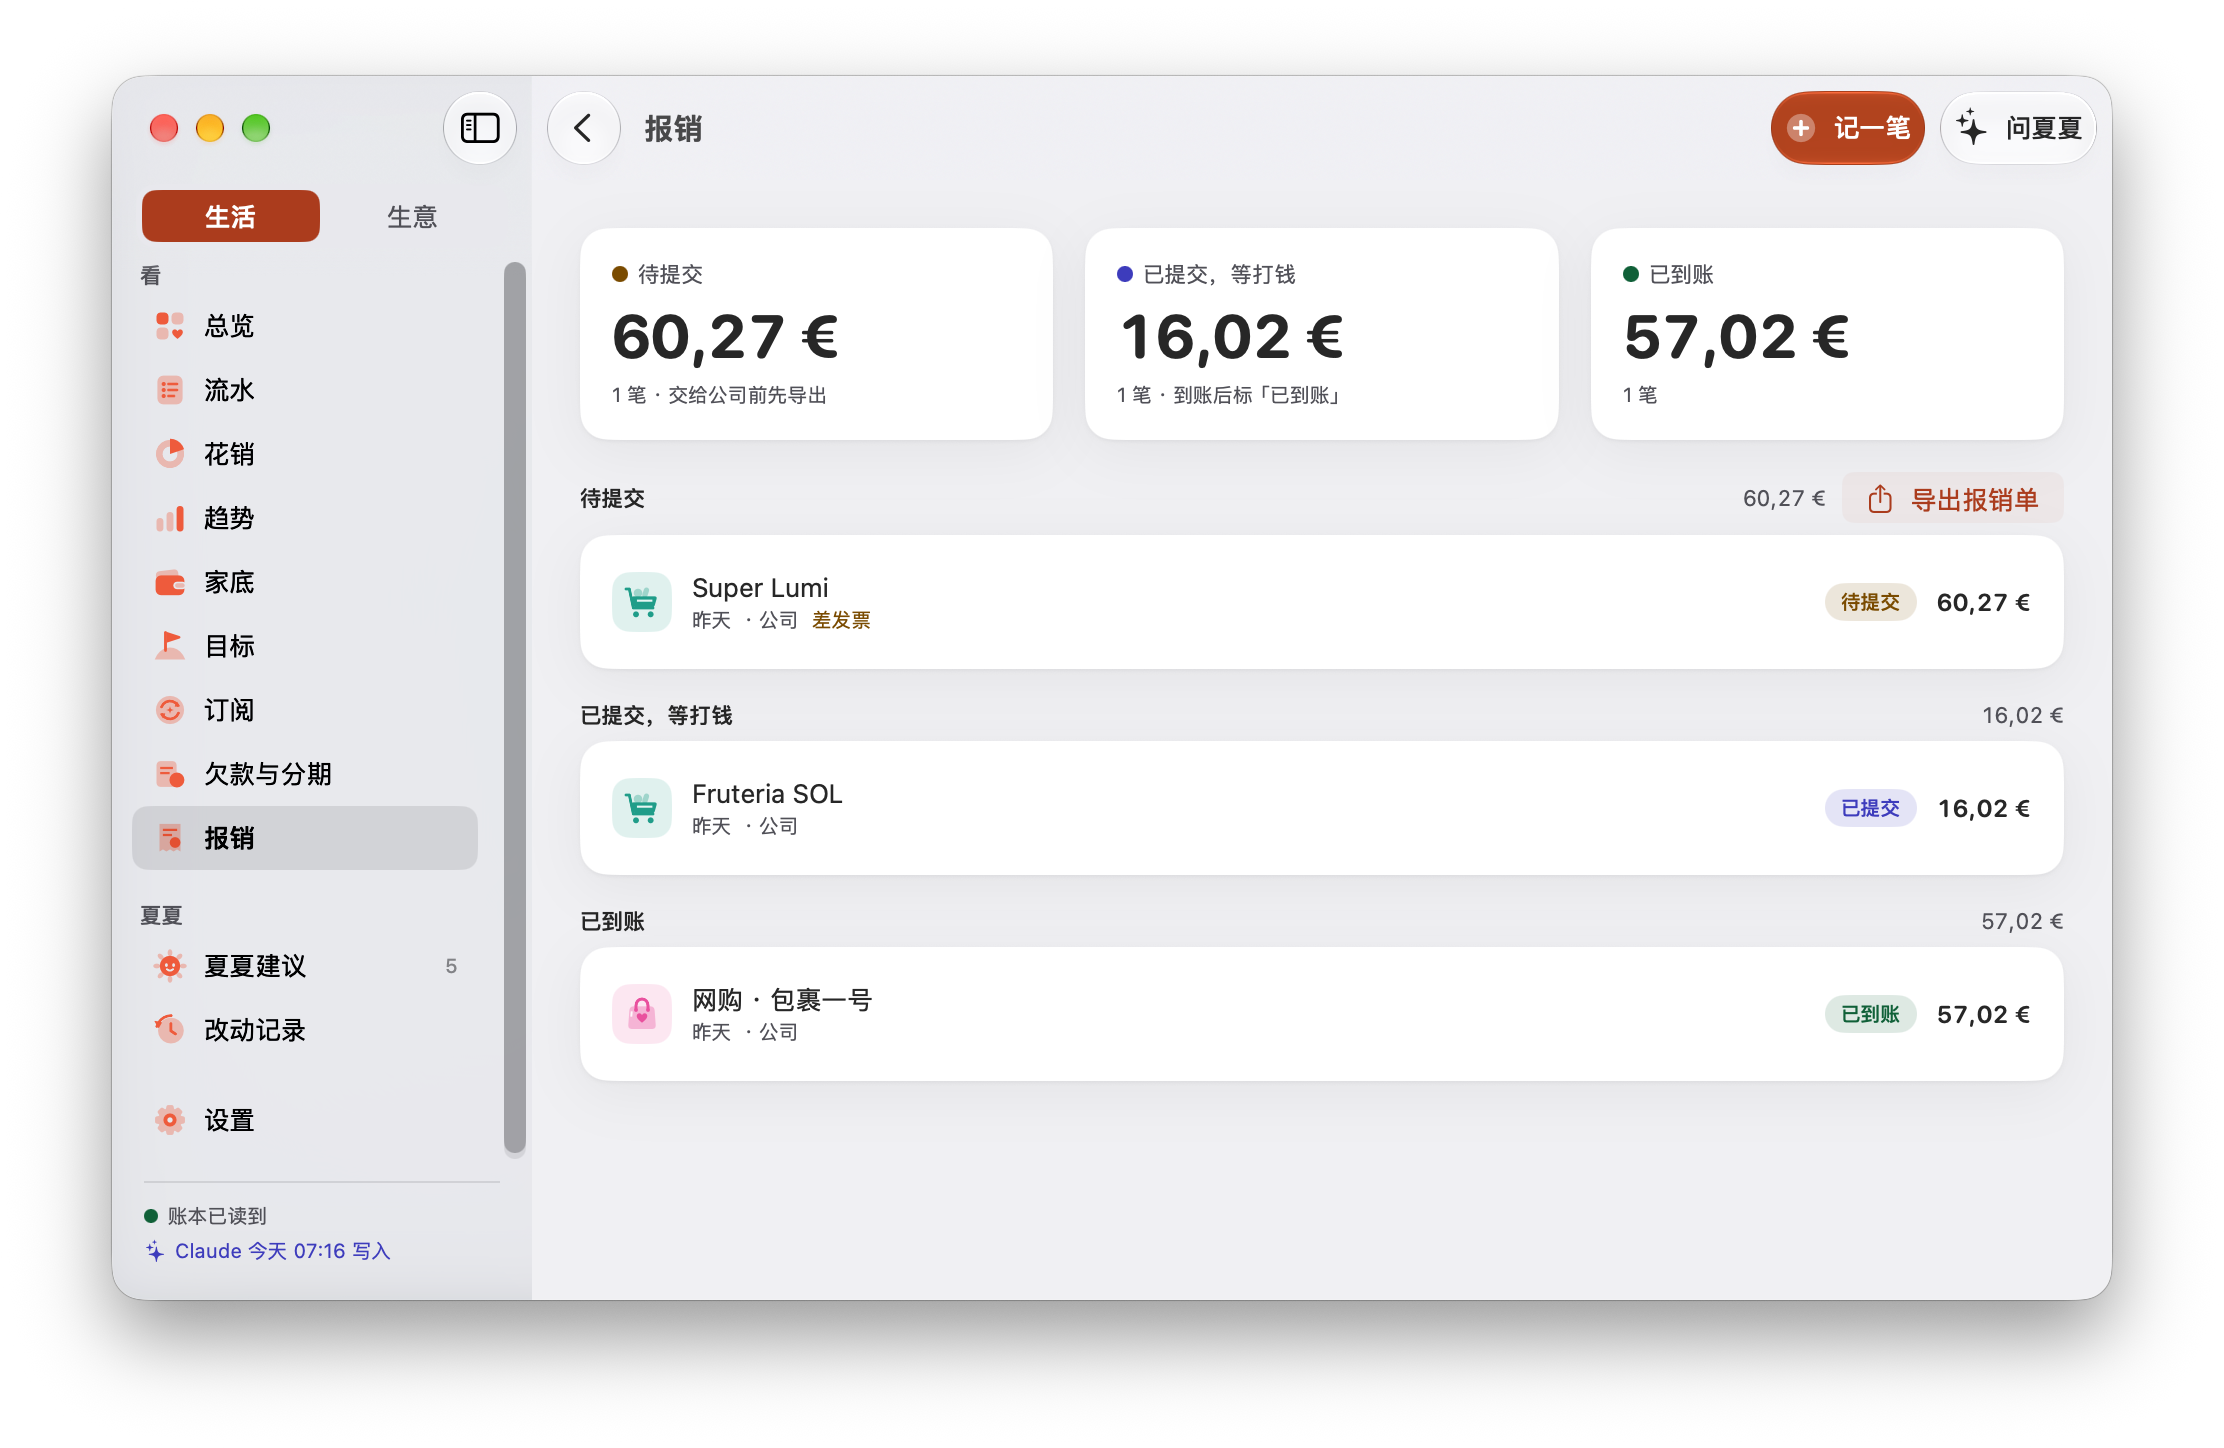 报销
记一笔
问夏夏
生活
生意
看
总览
流水
花销
趋势
家底
目标
订阅
欠款与分期
报销
夏夏
夏夏建议
5
改动记录
设置
账本已读到
Claude 今天 07:16 写入
待提交
60,27 €
1 笔 · 交给公司前先导出
已提交，等打钱
16,02 €
1 笔 · 到账后标「已到账」
已到账
57,02 €
1 笔
待提交
60,27 €
导出报销单
Super Lumi
昨天 · 公司 差发票
待提交
60,27 €
已提交，等打钱
16,02 €
Fruteria SOL
昨天 · 公司
已提交
16,02 €
已到账
57,02 €
网购 · 包裹一号
昨天 · 公司
已到账
57,02 €